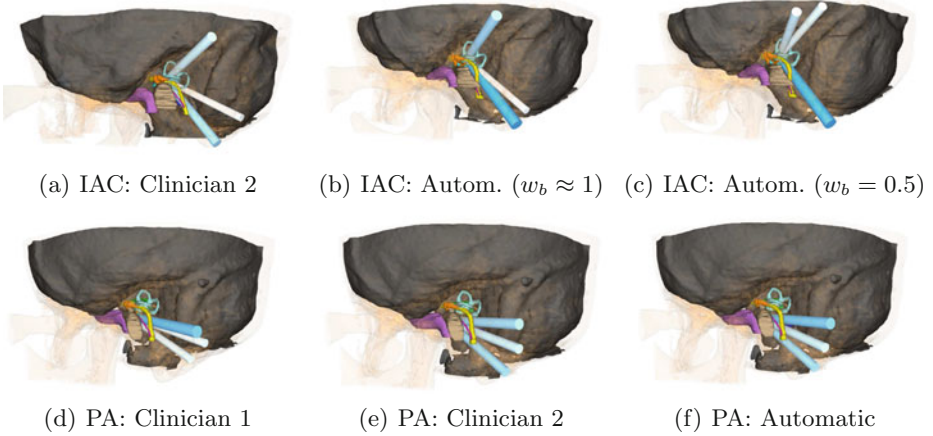 (a) IAC: Clinician 2
(b) IAC: Autom. (w_b ≈ 1)
(c) IAC: Autom. (w_b = 0.5)
(d) PA: Clinician 1
(e) PA: Clinician 2
(f) PA: Automatic